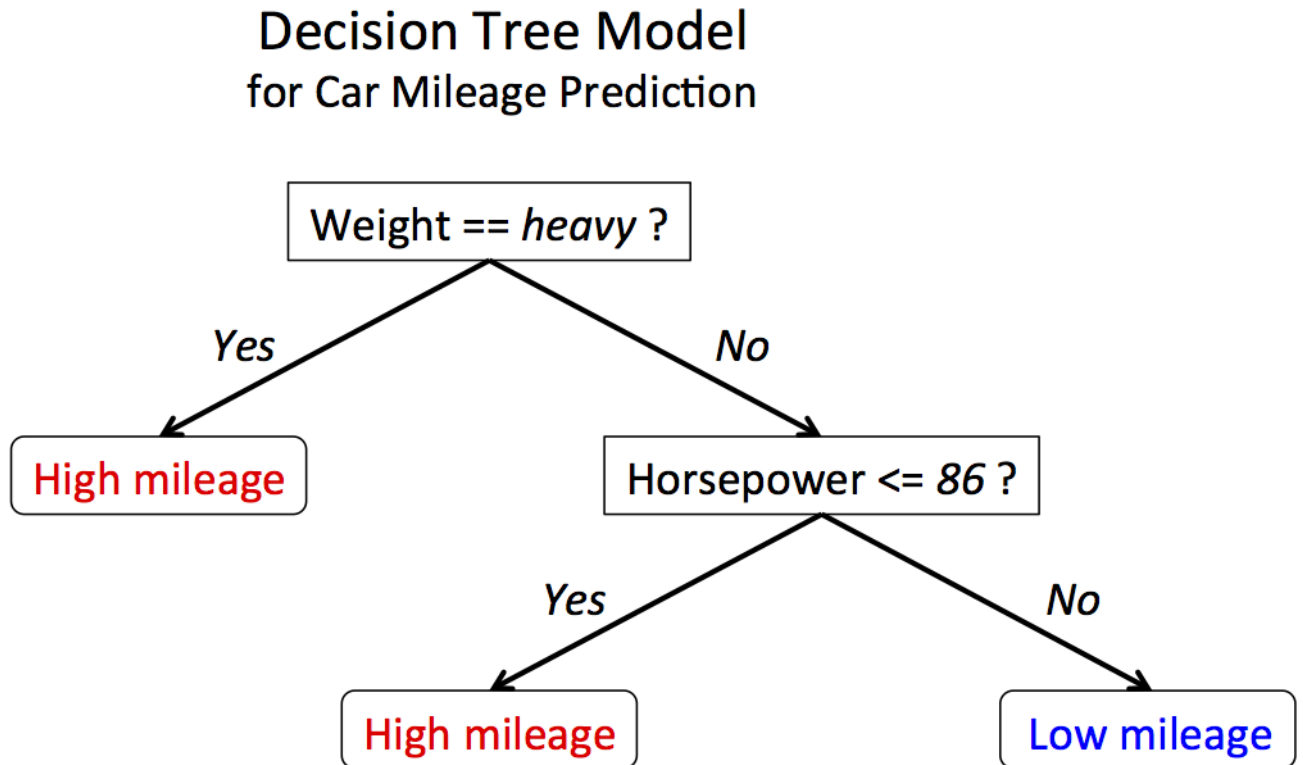 Decision Tree Model
for Car Mileage Prediction
Weight == heavy ?
Yes
No
High mileage
Horsepower <= 86 ?
Yes
No
High mileage
Low mileage